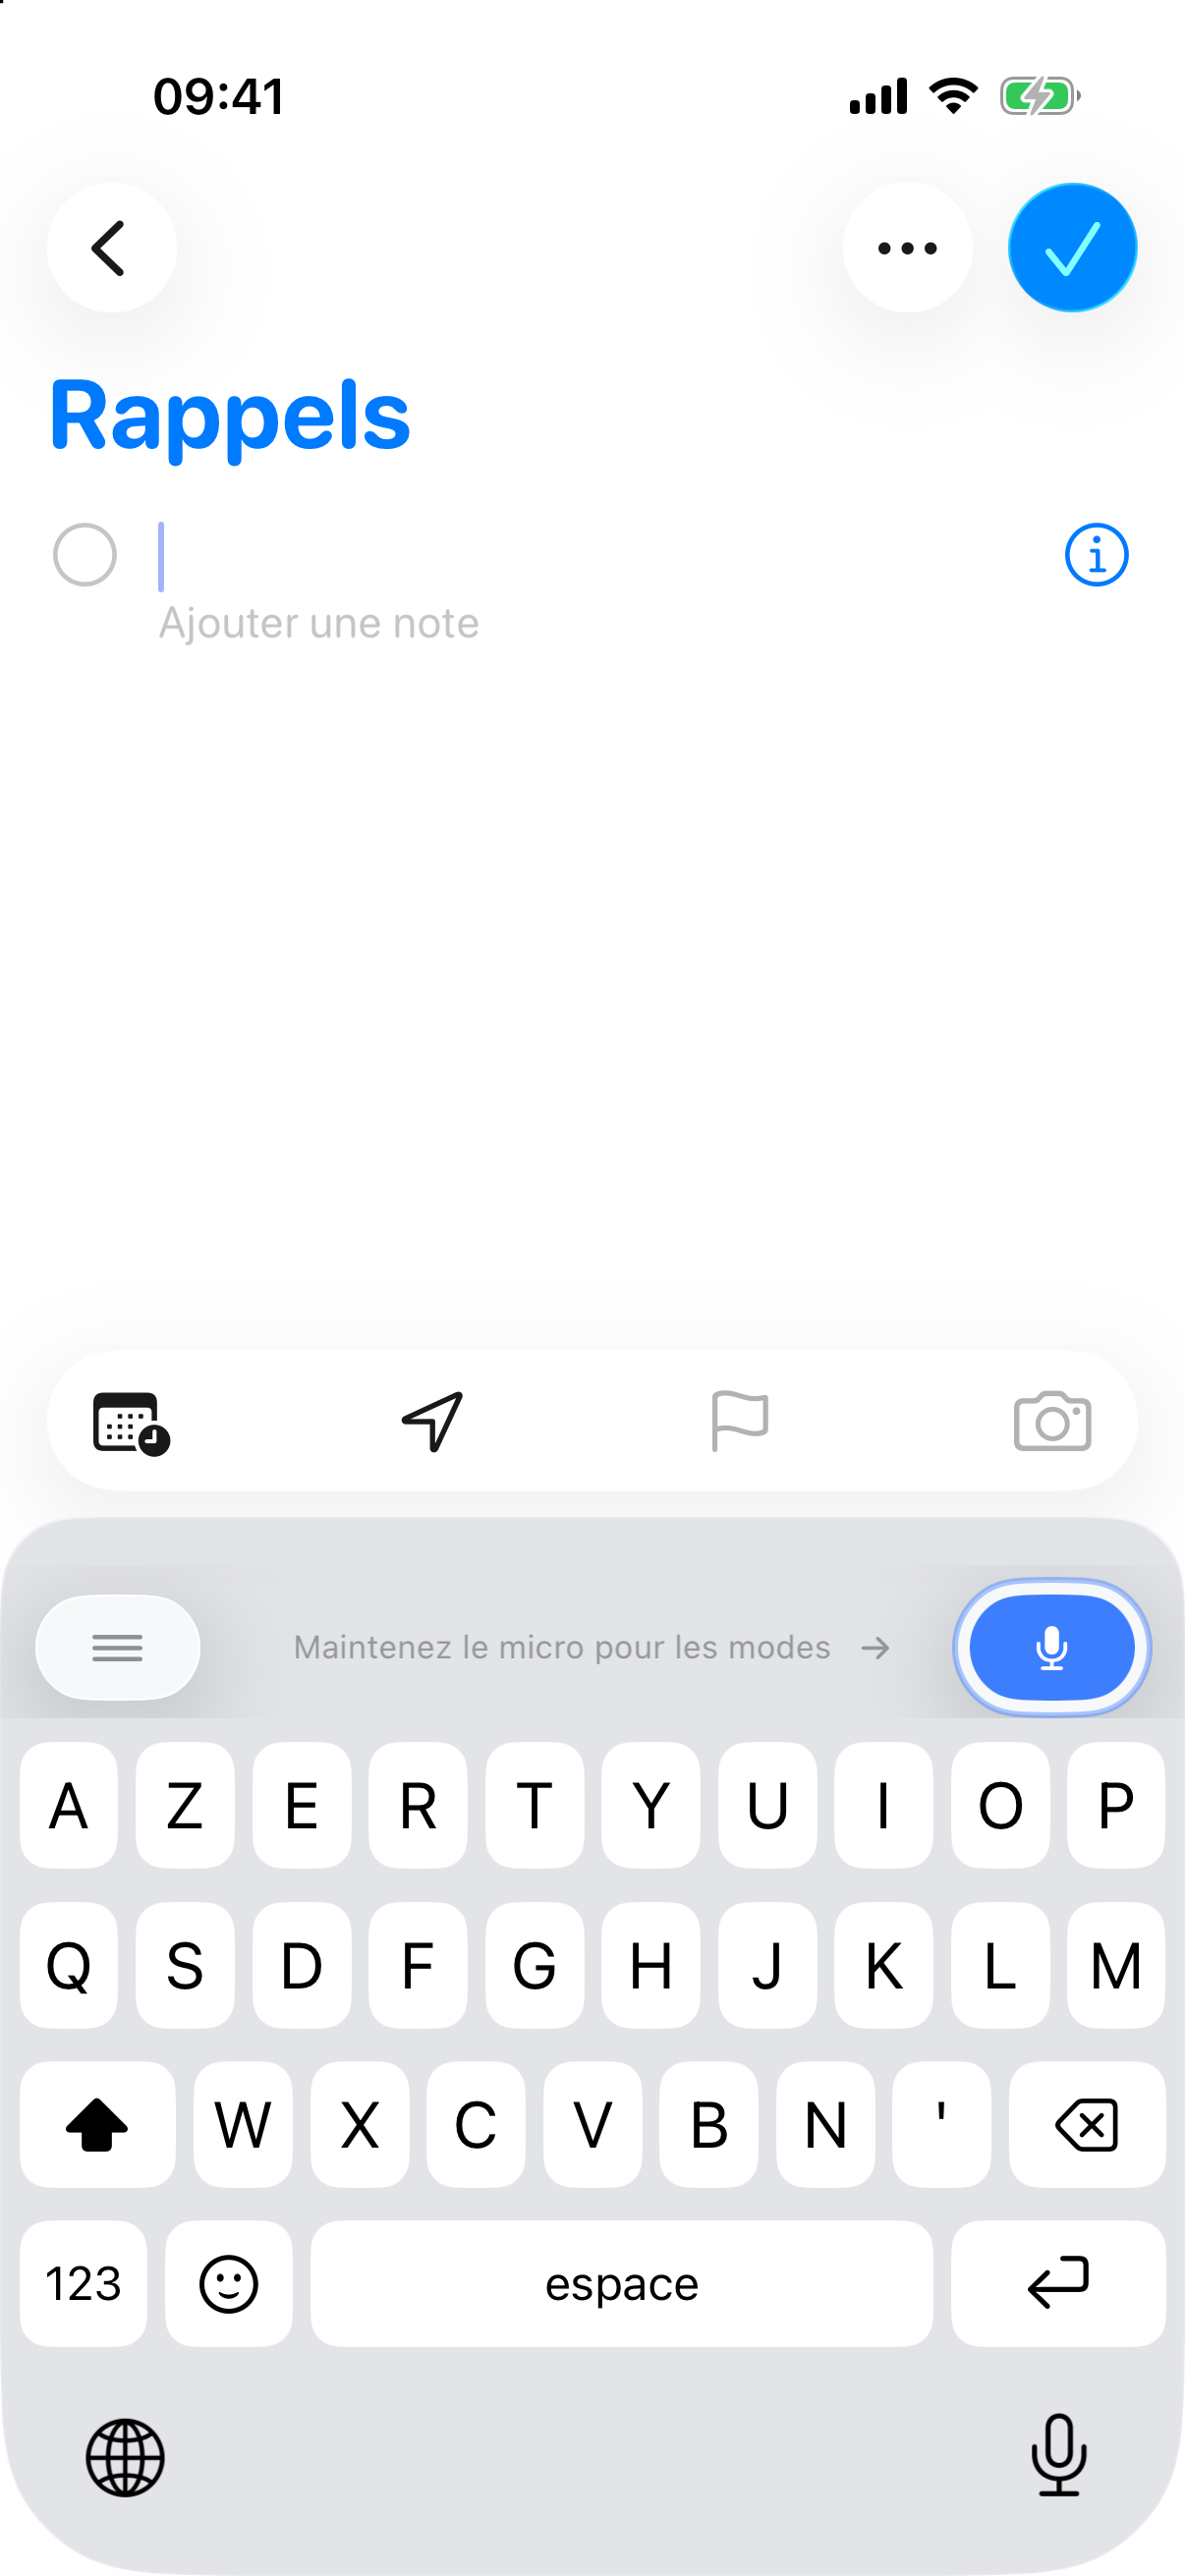 09:41
Rappels
Ajouter une note
Maintenez le micro pour les modes →
A Z E R T Y U I O P
Q S D F G H J K L M
W X C V B N '
123 espace